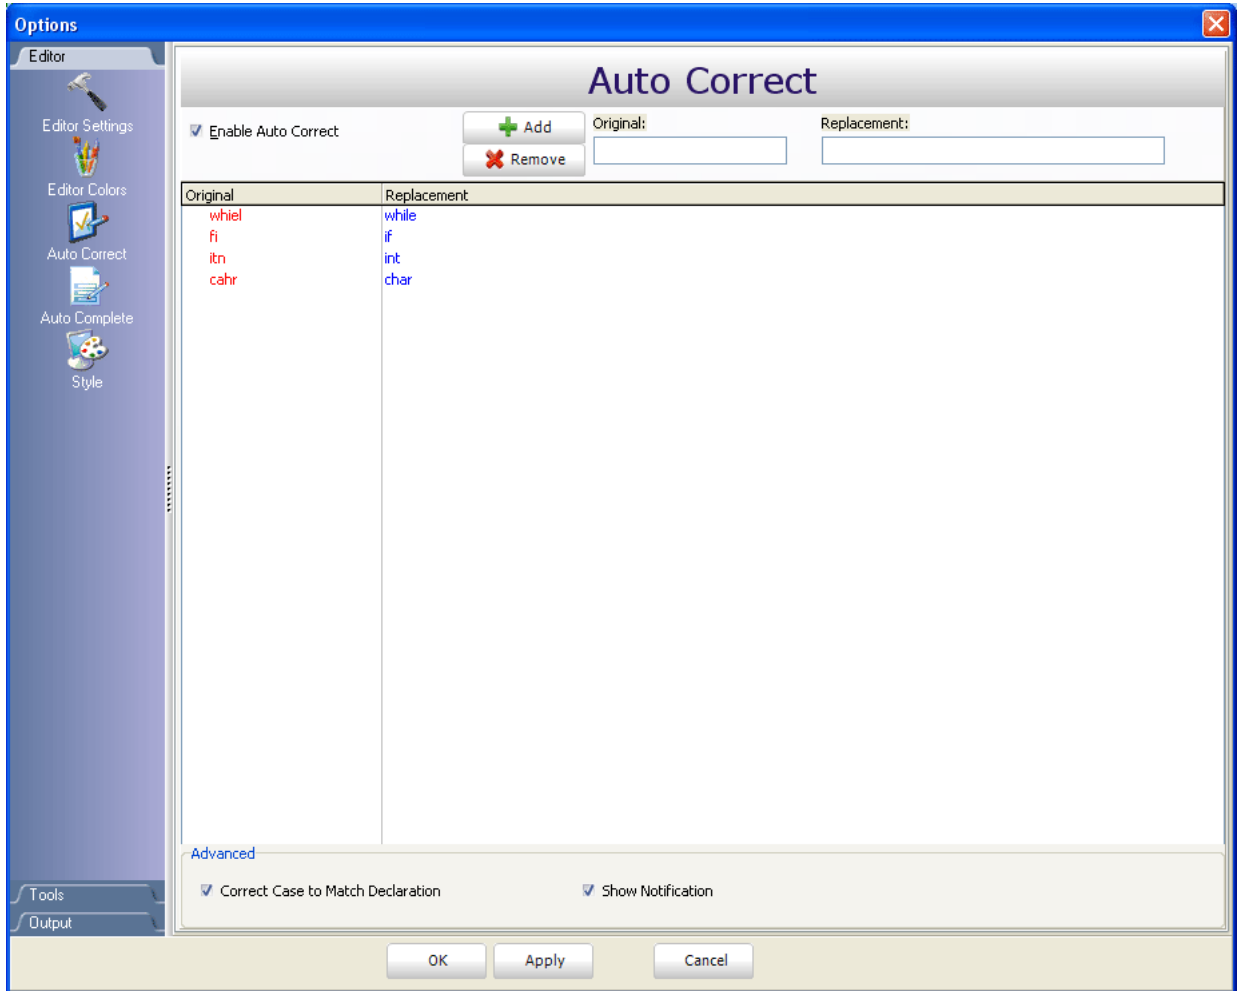 Options
Editor
Editor Settings
Editor Colors
Auto Correct
Auto Complete
Style
Tools
Output
Auto Correct
Enable Auto Correct
Add
Remove
Original:
Replacement:
Original Replacement
whiel while
fi if
itn int
cahr char
Advanced
Correct Case to Match Declaration
Show Notification
OK Apply Cancel